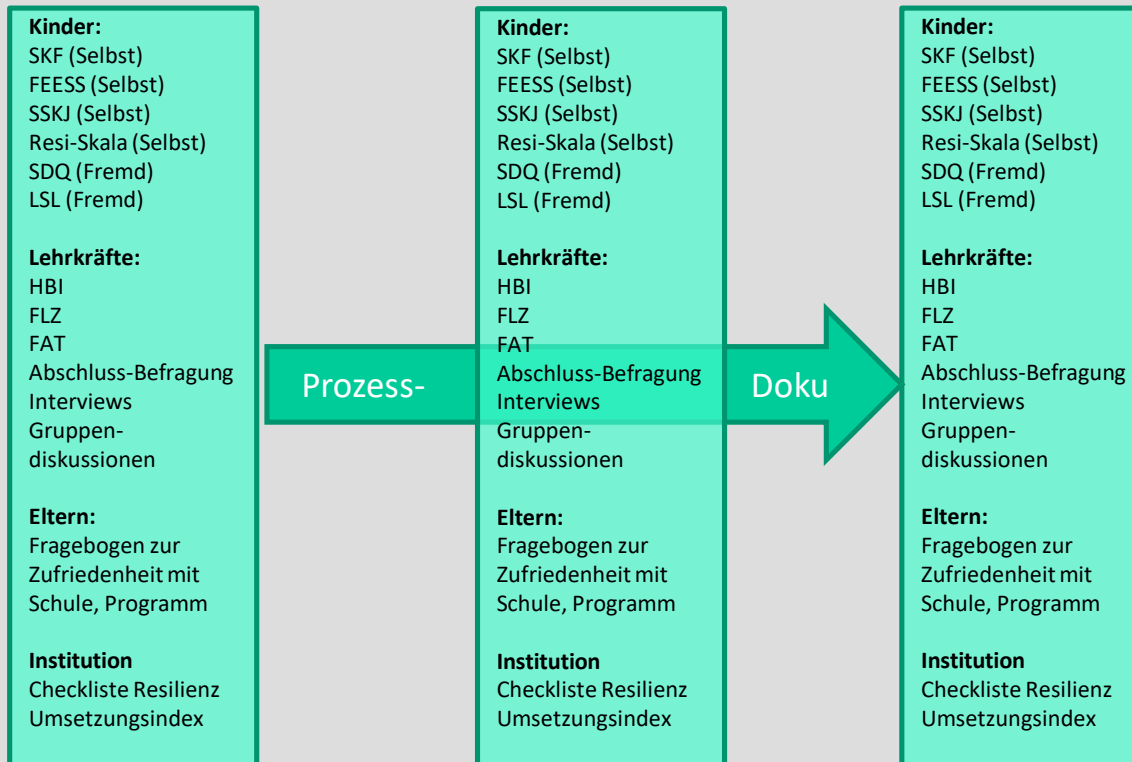 Kinder:
SKF (Selbst)
FEESS (Selbst)
SSKJ (Selbst)
Resi-Skala (Selbst)
SDQ (Fremd)
LSL (Fremd)
Lehrkräfte:
HBI
FLZ
FAT
Abschluss-Befragung
Interviews
Gruppen-
diskussionen
Eltern:
Fragebogen zur
Zufriedenheit mit
Schule, Programm
Institution
Checkliste Resilienz
Umsetzungsindex
Prozess-
Kinder:
SKF (Selbst)
FEESS (Selbst)
SSKJ (Selbst)
Resi-Skala (Selbst)
SDQ (Fremd)
LSL (Fremd)
Lehrkräfte:
HBI
FLZ
FAT
Abschluss-Befragung
Interviews
Gruppen-
diskussionen
Eltern:
Fragebogen zur
Zufriedenheit mit
Schule, Programm
Institution
Checkliste Resilienz
Umsetzungsindex
Doku
Kinder:
SKF (Selbst)
FEESS (Selbst)
SSKJ (Selbst)
Resi-Skala (Selbst)
SDQ (Fremd)
LSL (Fremd)
Lehrkräfte:
HBI
FLZ
FAT
Abschluss-Befragung
Interviews
Gruppen-
diskussionen
Eltern:
Fragebogen zur
Zufriedenheit mit
Schule, Programm
Institution
Checkliste Resilienz
Umsetzungsindex